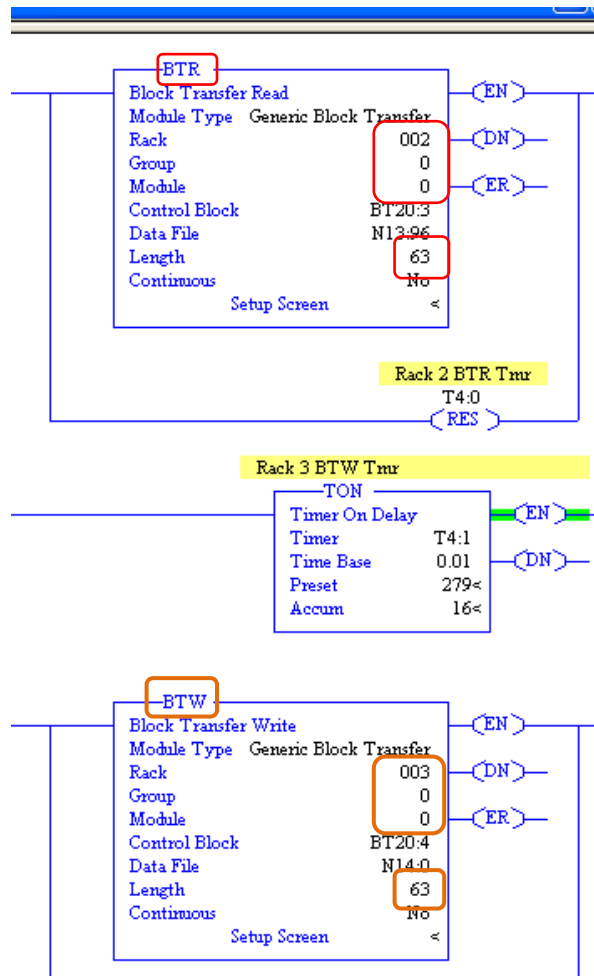 BTR
Block Transfer Read
(EN)
Module Type Generic Block Transfer
Rack 002
(DN)
Group 0
Module 0
(ER)
Control Block BT20:3
Data File N13:96
Length 63
Continuous No
Setup Screen <
Rack 2 BTR Tmr
T4:0
(RES)
Rack 3 BTW Tmr
TON
Timer On Delay
(EN)
Timer T4:1
Time Base 0.01
(DN)
Preset 279<
Accum 16<
BTW
Block Transfer Write
(EN)
Module Type Generic Block Transfer
Rack 003
(DN)
Group 0
Module 0
(ER)
Control Block BT20:4
Data File N14:0
Length 63
Continuous No
Setup Screen <